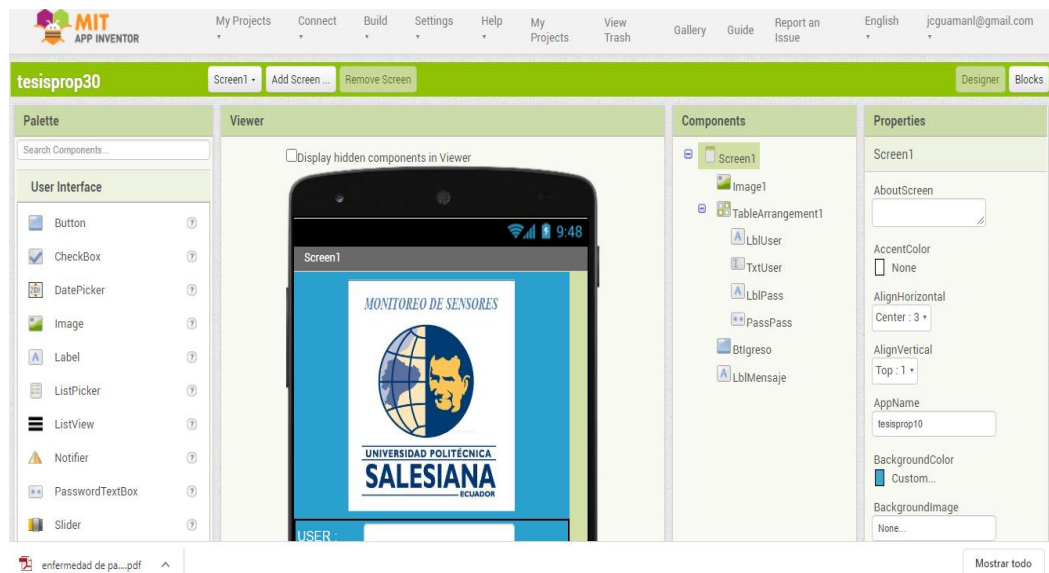 MIT
APP INVENTOR
My Projects
Connect
Build
Settings
Help
My Projects
View Trash
Gallery
Guide
Report an Issue
English
jcguamanl@gmail.com
tesisprop30
Screen1
Add Screen ...
Remove Screen
Designer
Blocks
Palette
Search Components...
User Interface
Button
CheckBox
DatePicker
Image
Label
ListPicker
ListView
Notifier
PasswordTextBox
Slider
Viewer
Display hidden components in Viewer
9:48
Screen1
MONITOREO DE SENSORES
UNIVERSIDAD POLITÉCNICA
SALESIANA
ECUADOR
USER :
Components
Screen1
Image1
TableArrangement1
LblUser
TxtUser
LblPass
PassPass
BtIgreso
LblMensaje
Properties
Screen1
AboutScreen
AccentColor
None
AlignHorizontal
Center : 3
AlignVertical
Top : 1
AppName
tesisprop10
BackgroundColor
Custom...
BackgroundImage
None...
enfermedad de pa....pdf
Mostrar todo